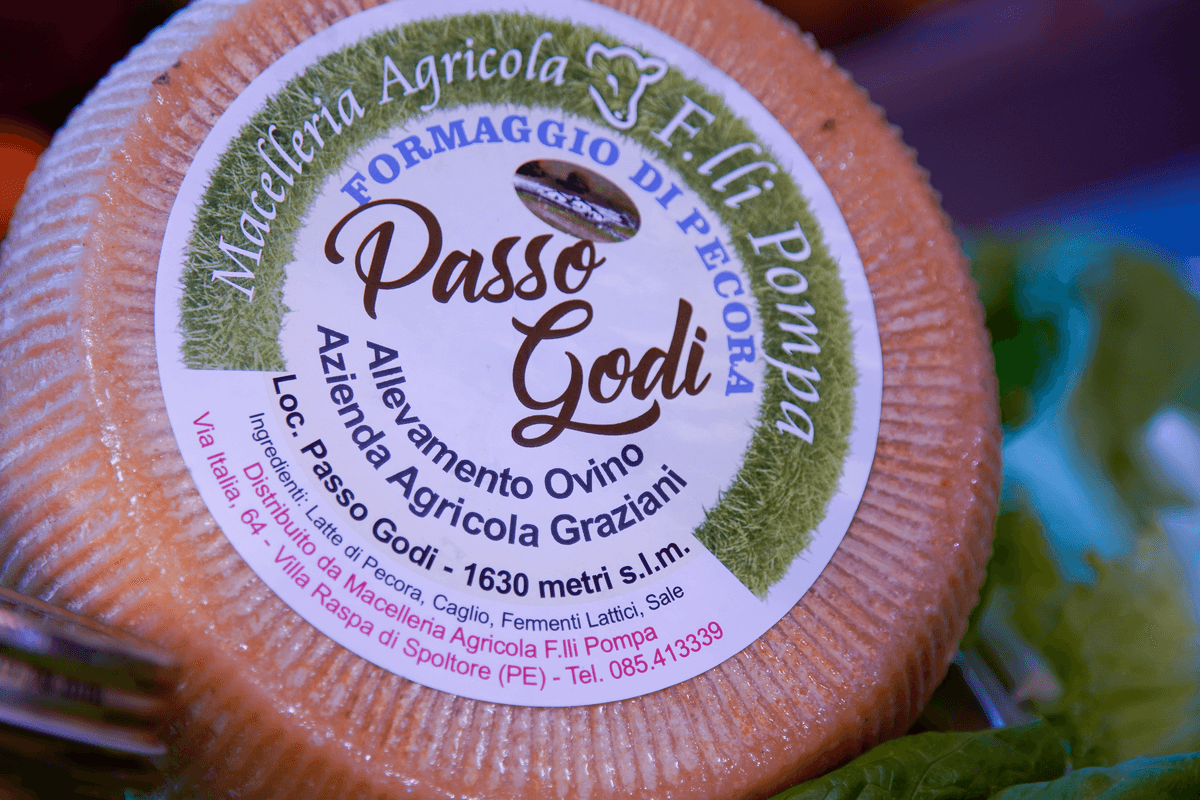 Macelleria Agricola F.lli Pompa
FORMAGGIO DI PECORA
Passo
Godi
Allevamento Ovino
Azienda Agricola Graziani
Loc. Passo Godi - 1630 metri s.l.m.
Ingredienti: Latte di Pecora, Caglio, Fermenti Lattici, Sale
Distribuito da Macelleria Agricola F.lli Pompa
Via Italia, 64 - Villa Raspa di Spoltore (PE) - Tel. 085.413339